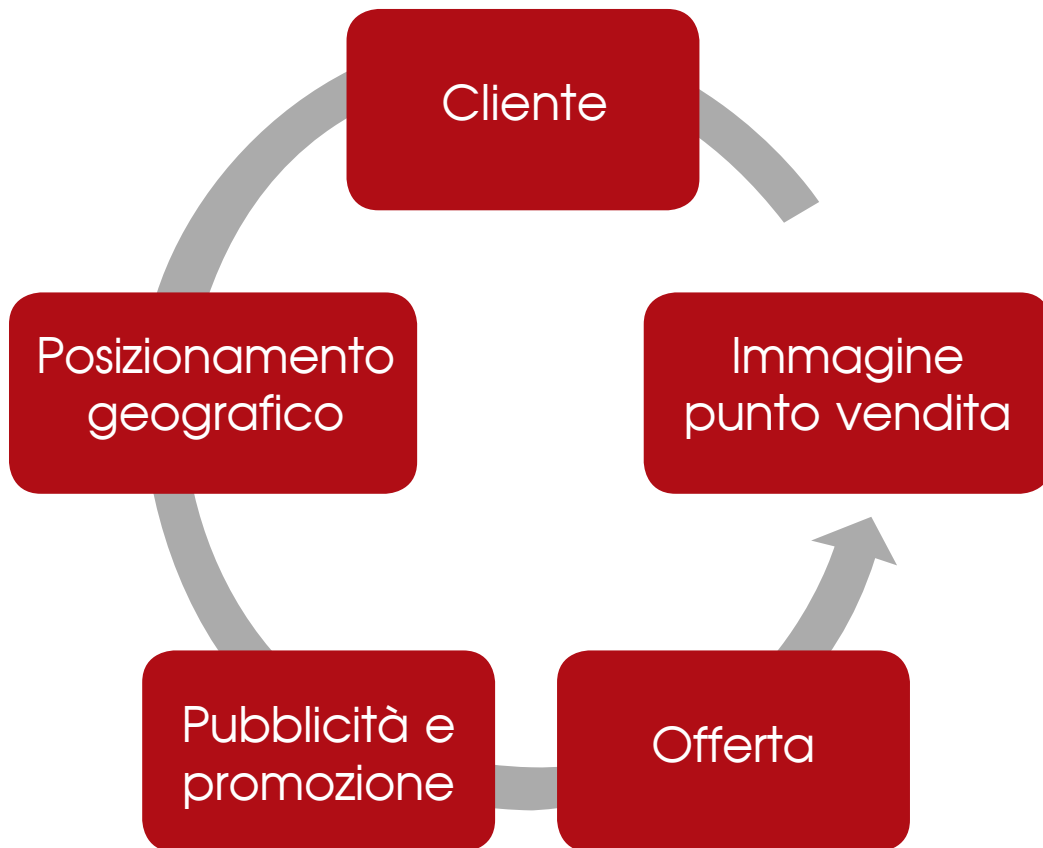 Cliente
Posizionamento
geografico
Immagine
punto vendita
Pubblicità e
promozione
Offerta